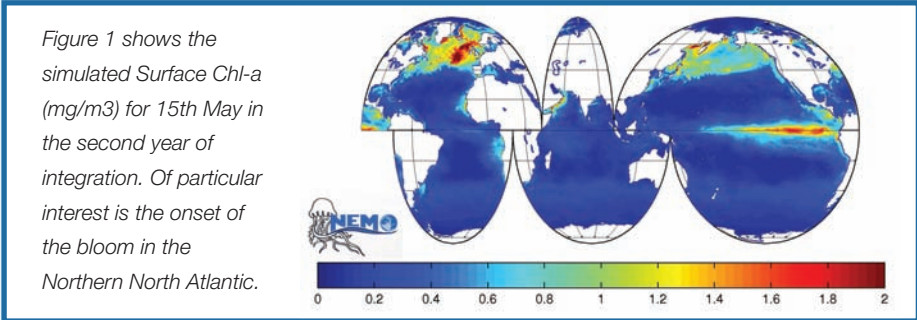 Figure 1 shows the
simulated Surface Chl-a
(mg/m3) for 15th May in
the second year of
integration. Of particular
interest is the onset of
the bloom in the
Northern North Atlantic.
NEMO
0 0.2 0.4 0.6 0.8 1 1.2 1.4 1.6 1.8 2